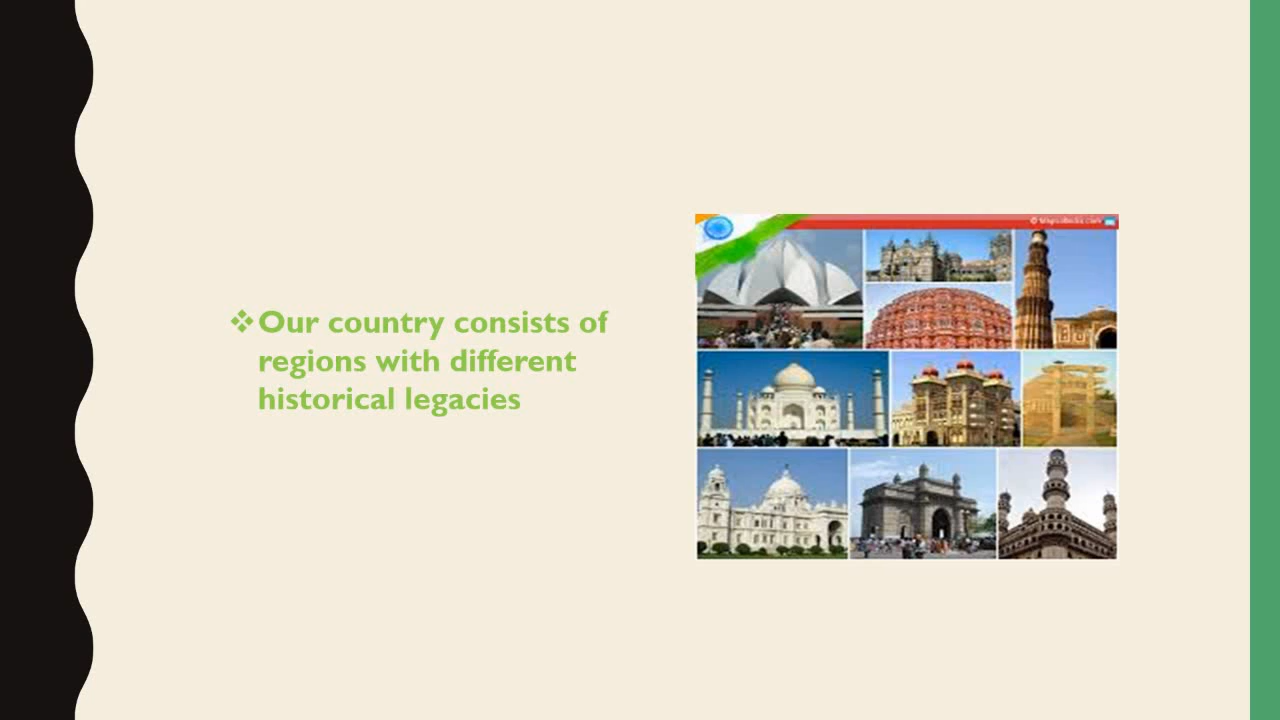 ❖Our country consists of
regions with different
historical legacies